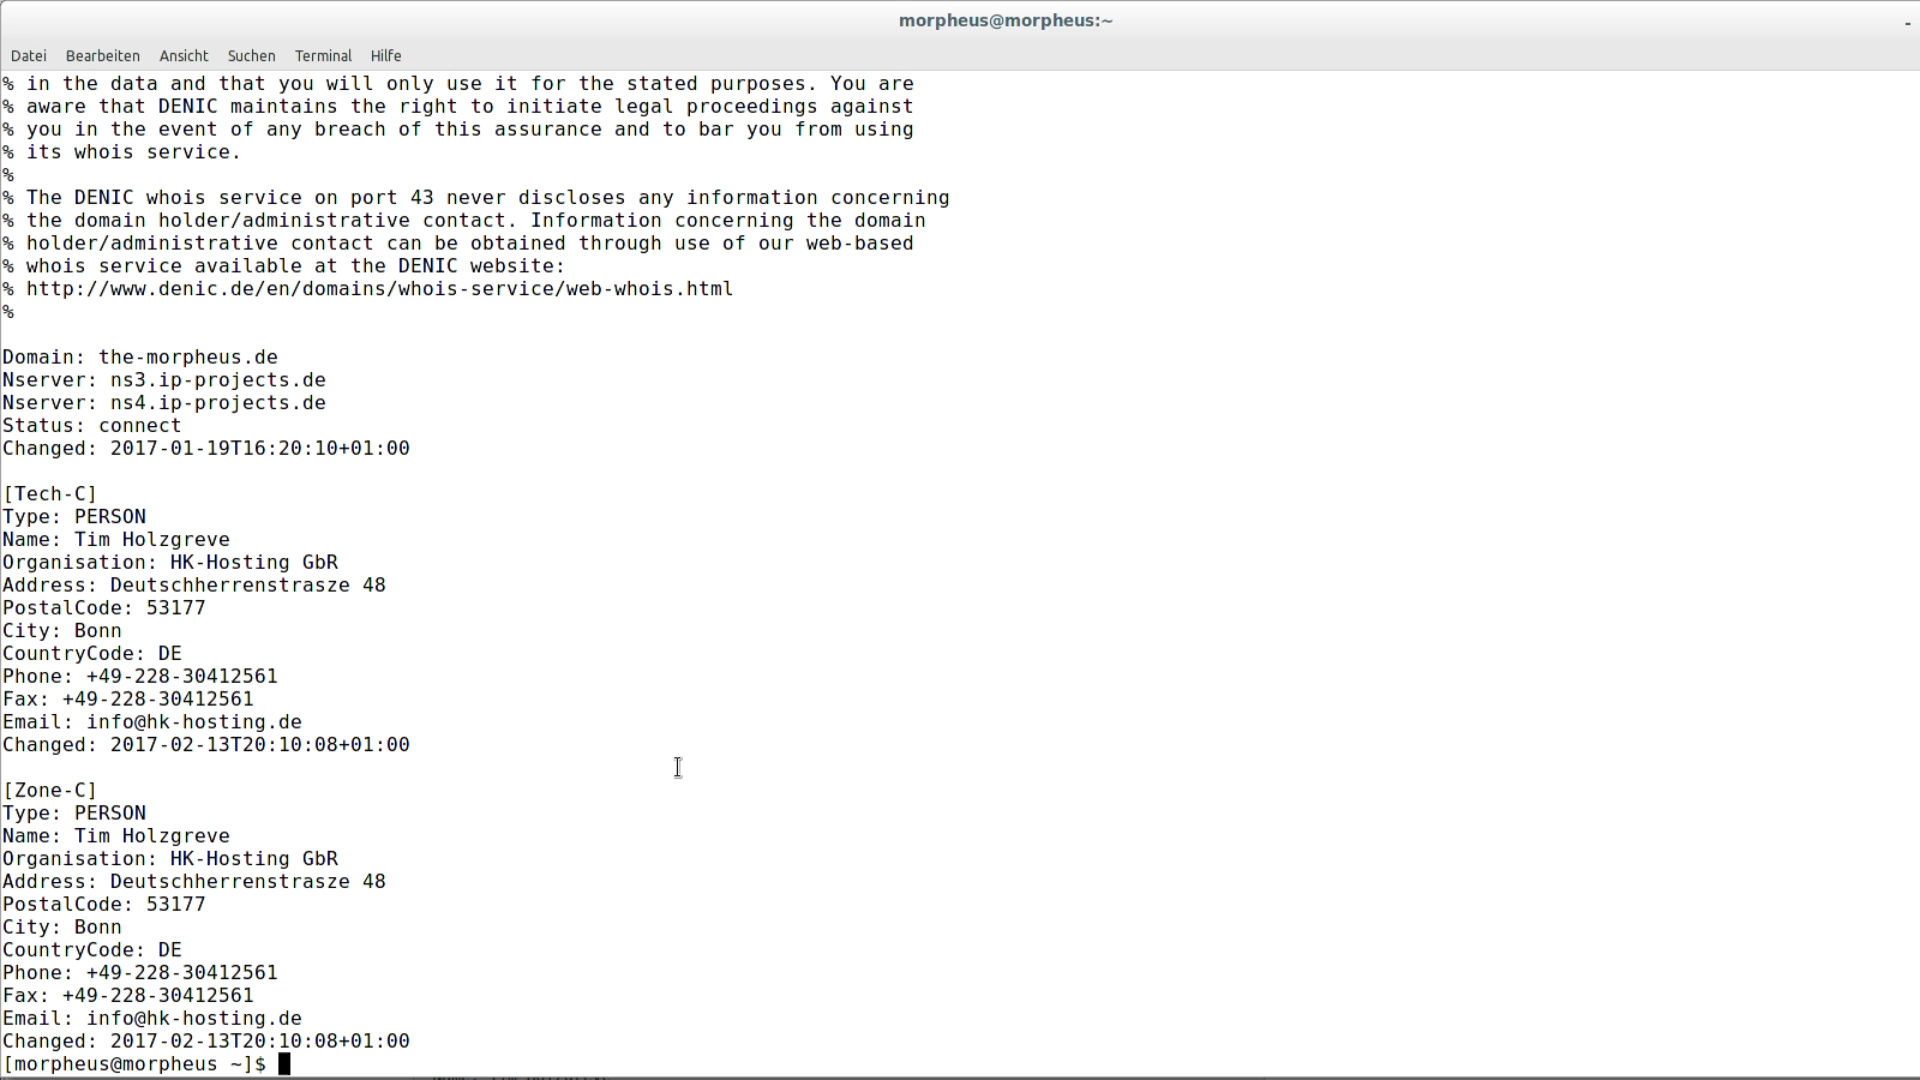 morpheus@morpheus:~
-
Datei Bearbeiten Ansicht Suchen Terminal Hilfe
% in the data and that you will only use it for the stated purposes. You are
% aware that DENIC maintains the right to initiate legal proceedings against
% you in the event of any breach of this assurance and to bar you from using
% its whois service.
%
% The DENIC whois service on port 43 never discloses any information concerning
% the domain holder/administrative contact. Information concerning the domain
% holder/administrative contact can be obtained through use of our web-based
% whois service available at the DENIC website:
% http://www.denic.de/en/domains/whois-service/web-whois.html
%
Domain: the-morpheus.de
Nserver: ns3.ip-projects.de
Nserver: ns4.ip-projects.de
Status: connect
Changed: 2017-01-19T16:20:10+01:00
[Tech-C]
Type: PERSON
Name: Tim Holzgreve
Organisation: HK-Hosting GbR
Address: Deutschherrenstrasze 48
PostalCode: 53177
City: Bonn
CountryCode: DE
Phone: +49-228-30412561
Fax: +49-228-30412561
Email: info@hk-hosting.de
Changed: 2017-02-13T20:10:08+01:00
[Zone-C]
Type: PERSON
Name: Tim Holzgreve
Organisation: HK-Hosting GbR
Address: Deutschherrenstrasze 48
PostalCode: 53177
City: Bonn
CountryCode: DE
Phone: +49-228-30412561
Fax: +49-228-30412561
Email: info@hk-hosting.de
Changed: 2017-02-13T20:10:08+01:00
[morpheus@morpheus ~]$